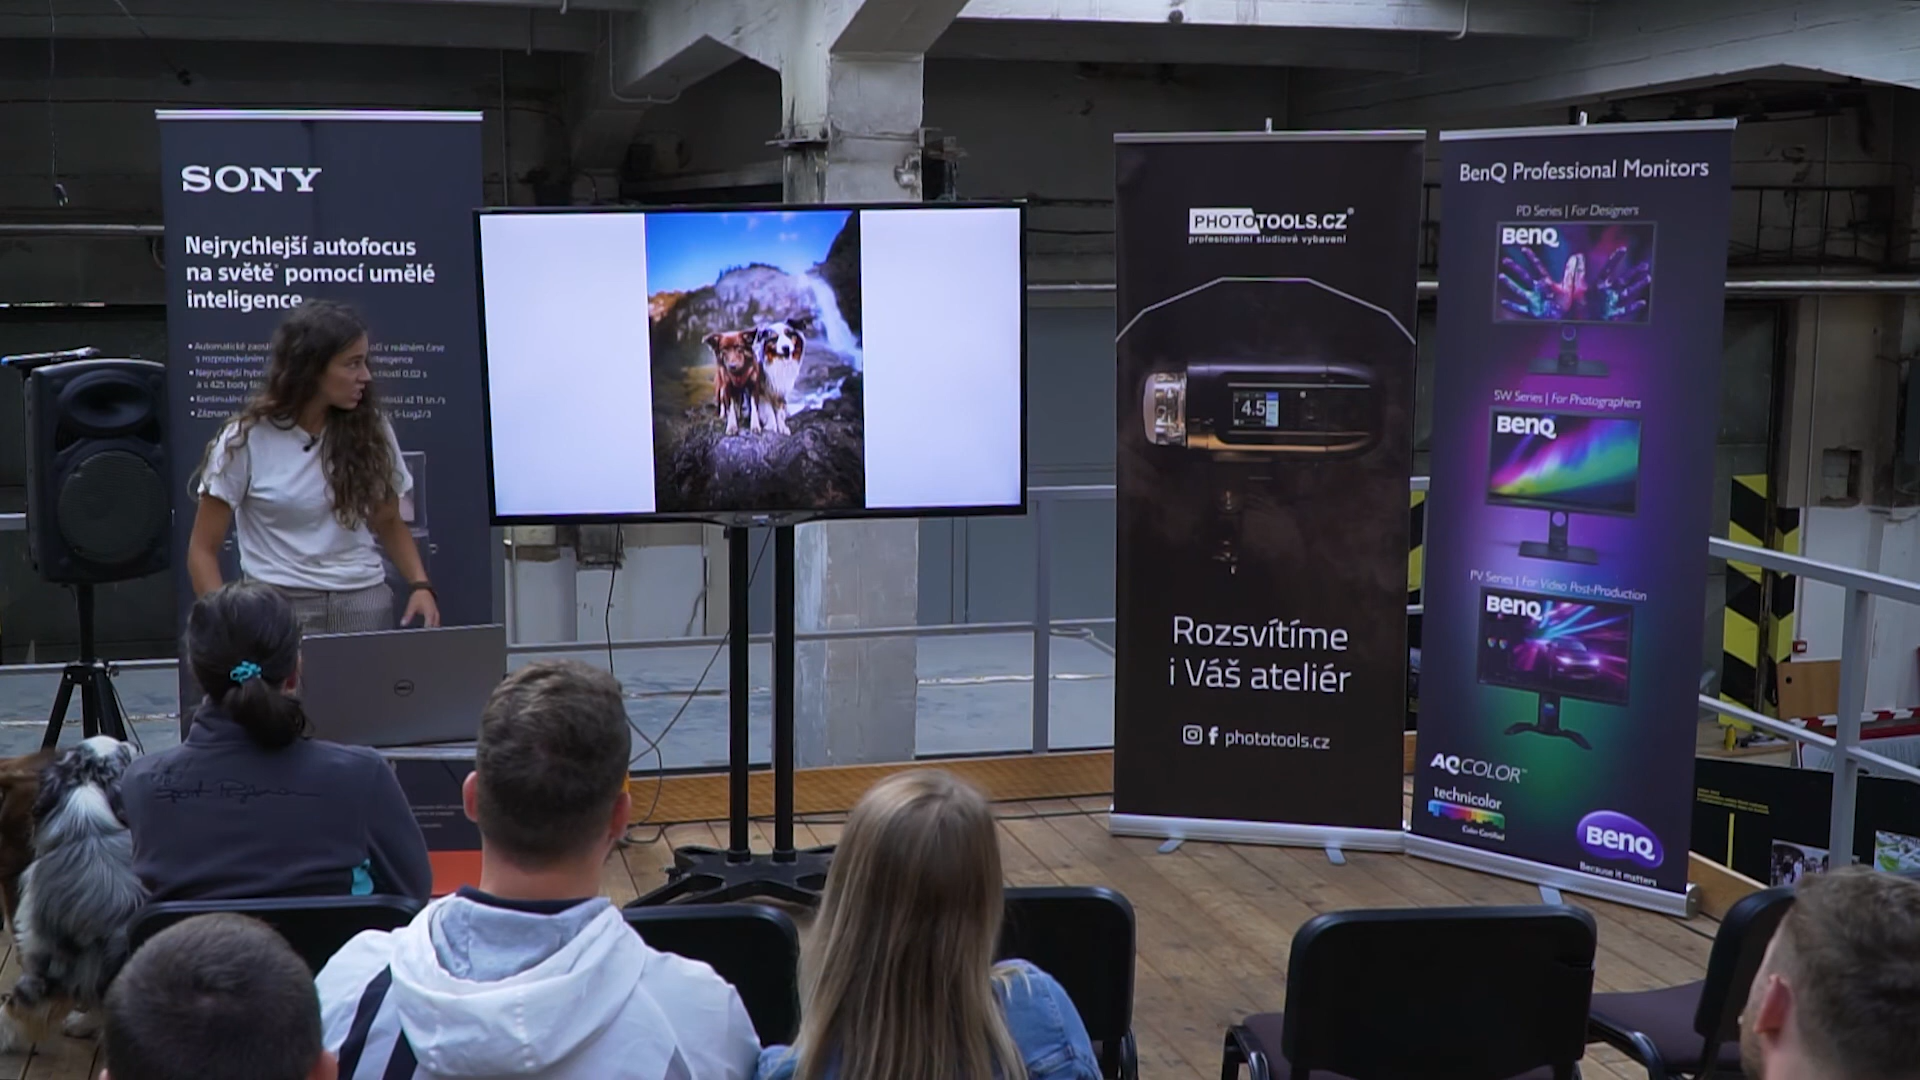 SONY
Nejrychlejší autofocus
na světě* pomocí umělé
inteligence
PHOTOTOOLS.CZ®
profesionální studiové vybavení
4.5
Rozsvítíme
i Váš ateliér
phototools.cz
BenQ Professional Monitors
PD Series | For Designers
BenQ
SW Series | For Photographers
BenQ
PV Series | For Video Post-Production
BenQ
AQCOLOR™
technicolor
Color Certified
BenQ
Because it matters
DELL